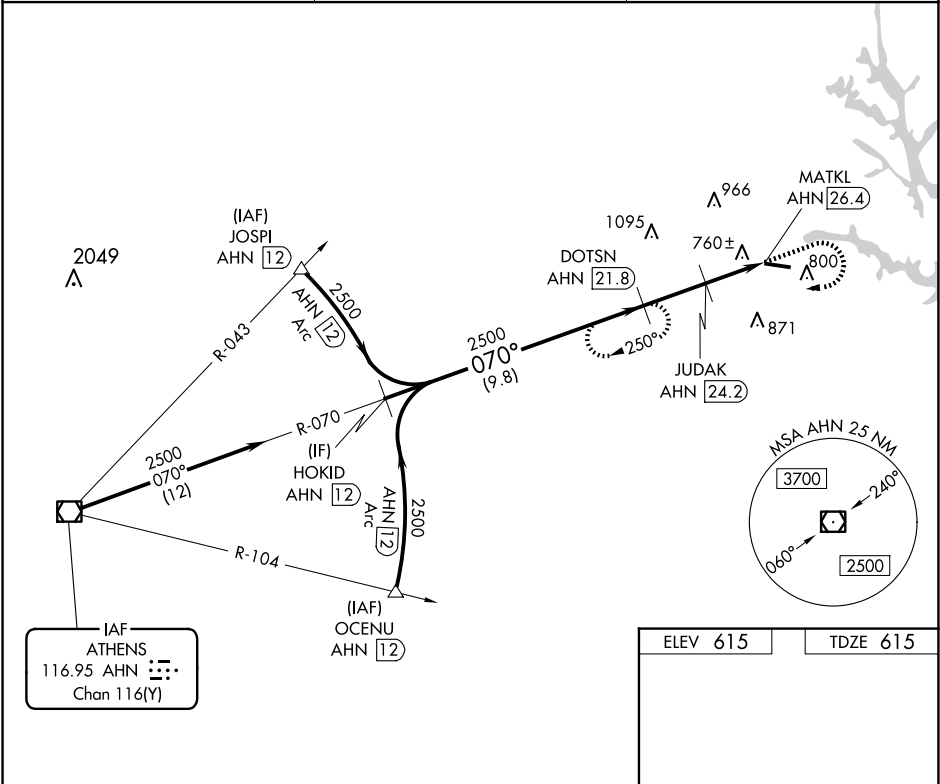 2049
(IAF)
JOSPI
AHN 12
2500
AHN 12
Arc
R-043
966
1095
MATKL
AHN 26.4
760±
800
DOTSN
AHN 21.8
871
250°
JUDAK
AHN 24.2
2500
070°
(9.8)
R-070
2500
070°
(12)
(IF)
HOKID
AHN 12
2500
AHN 12
Arc
R-104
(IAF)
OCENU
AHN 12
MSA AHN 25 NM
3700
240°
060°
2500
IAF
ATHENS
116.95 AHN
Chan 116(Y)
ELEV 615
TDZE 615